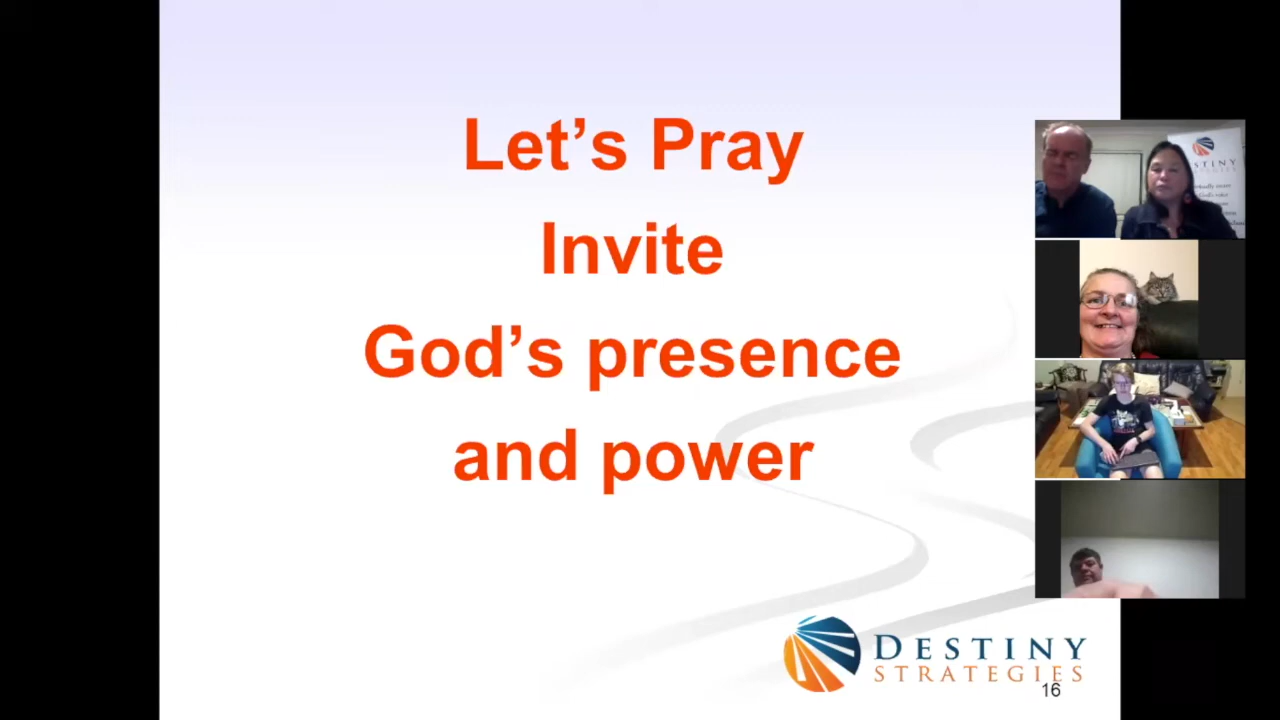 Let’s Pray
Invite
God’s presence
and power
DESTINY
STRATEGIES
16